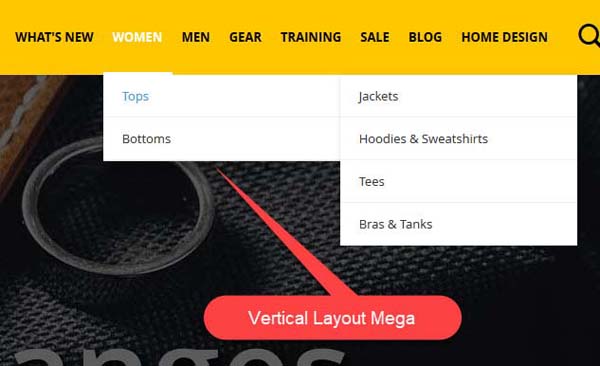 WHAT'S NEW WOMEN MEN GEAR TRAINING SALE BLOG HOME DESIGN
Tops
Bottoms
Jackets
Hoodies & Sweatshirts
Tees
Bras & Tanks
Vertical Layout Mega